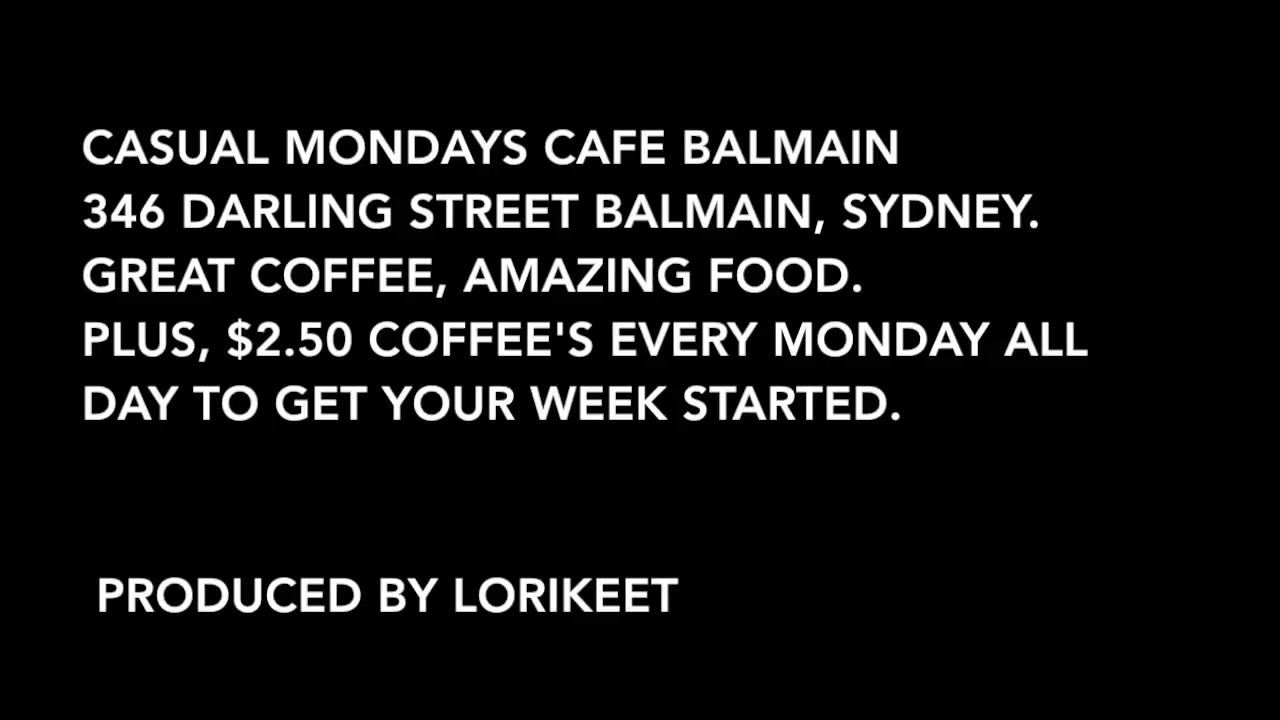 CASUAL MONDAYS CAFE BALMAIN
346 DARLING STREET BALMAIN, SYDNEY.
GREAT COFFEE, AMAZING FOOD.
PLUS, $2.50 COFFEE'S EVERY MONDAY ALL
DAY TO GET YOUR WEEK STARTED.
PRODUCED BY LORIKEET